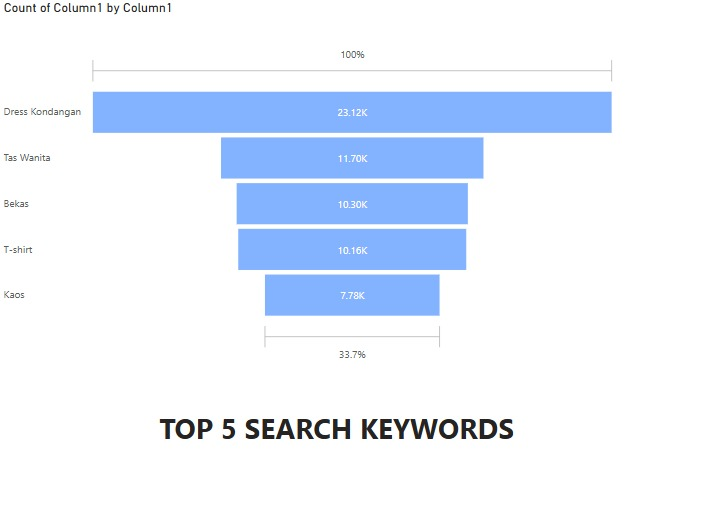 Count of Column1 by Column1
100%
Dress Kondangan 23.12K
Tas Wanita 11.70K
Bekas 10.30K
T-shirt 10.16K
Kaos 7.78K
33.7%
TOP 5 SEARCH KEYWORDS